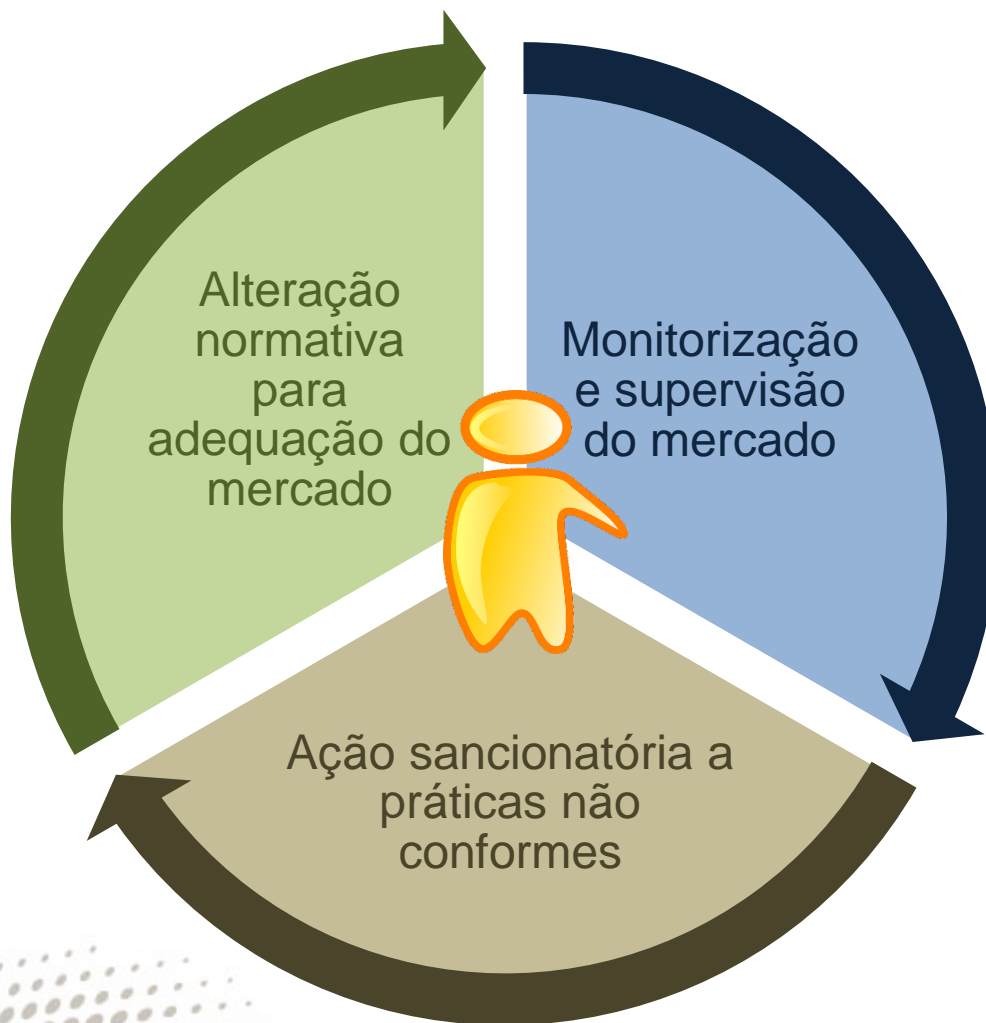 Alteração
normativa
para
adequação do
mercado
Monitorização
e supervisão
do mercado
Ação sancionatória a
práticas não
conformes